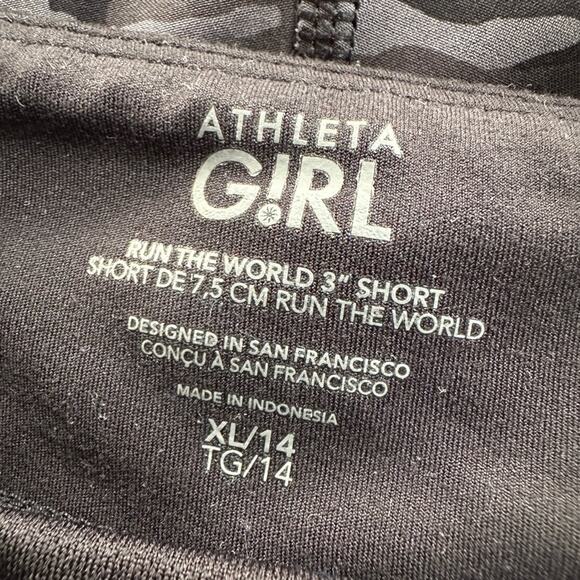 ATHLETA
G!RL
RUN THE WORLD 3" SHORT
SHORT DE 7,5 CM RUN THE WORLD
DESIGNED IN SAN FRANCISCO
CONÇU À SAN FRANCISCO
MADE IN INDONESIA
XL/14
TG/14